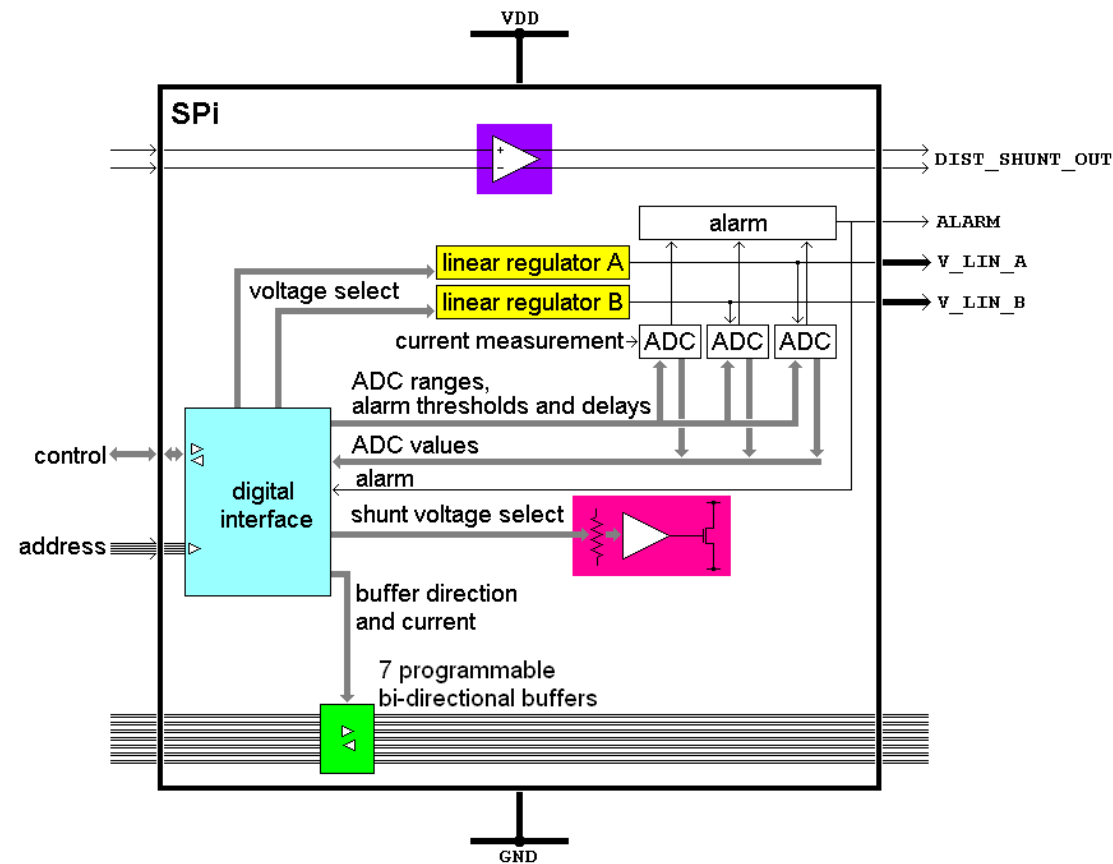 VDD
SPi
+
−
DIST_SHUNT_OUT
alarm
ALARM
linear regulator A
V_LIN_A
voltage select
linear regulator B
V_LIN_B
current measurement
ADC
ADC
ADC
ADC ranges,
alarm thresholds and delays
control
ADC values
alarm
digital
interface
shunt voltage select
address
buffer direction
and current
7 programmable
bi-directional buffers
GND